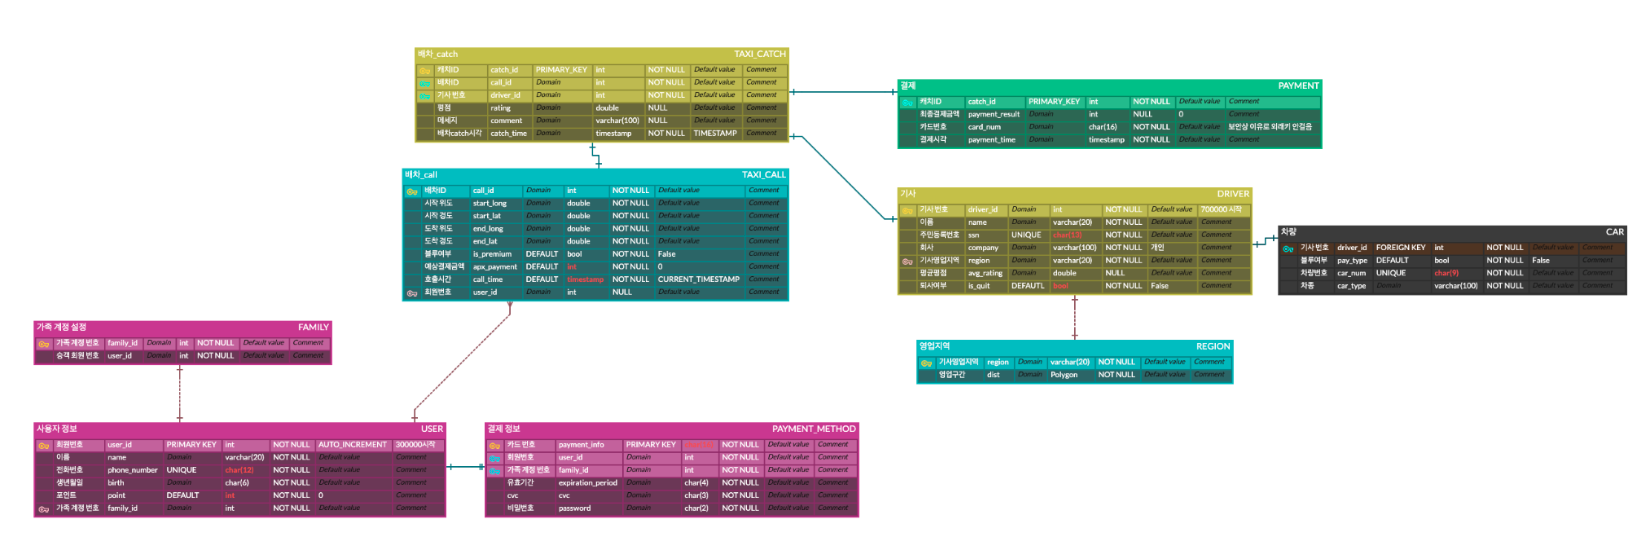 배차_catch TAXI_CATCH
캐치ID catch_id PRIMARY_KEY int NOT NULL Default value Comment
배차ID call_id Domain int NOT NULL Default value Comment
기사 번호 driver_id Domain int NOT NULL Default value Comment
평점 rating Domain double NULL Default value Comment
메세지 comment Domain varchar(100) NULL Default value Comment
배차catch시각 catch_time Domain timestamp NOT NULL TIMESTAMP Comment
결제 PAYMENT
캐치ID catch_id PRIMARY_KEY int NOT NULL Default value Comment
최종결제금액 payment_result Domain int NULL 0 Comment
카드번호 card_num Domain char(16) NOT NULL Default value 보안상 이유로 외래키 안걸음
결제시각 payment_time Domain timestamp NOT NULL Default value Comment
배차_call TAXI_CALL
배차ID call_id Domain int NOT NULL Default value Comment
시작 위도 start_long Domain double NOT NULL Default value Comment
시작 경도 start_lat Domain double NOT NULL Default value Comment
도착 위도 end_long Domain double NOT NULL Default value Comment
도착 경도 end_lat Domain double NOT NULL Default value Comment
블루여부 is_premium DEFAULT bool NOT NULL False Comment
예상결제금액 apx_payment DEFAULT int NOT NULL 0 Comment
호출시간 call_time DEFAULT timestamp NOT NULL CURRENT_TIMESTAMP Comment
회원번호 user_id Domain int NULL Default value Comment
기사 DRIVER
기사 번호 driver_id Domain int NOT NULL Default value 700000 시작
이름 name Domain varchar(20) NOT NULL Default value Comment
주민등록번호 ssn UNIQUE char(13) NOT NULL Default value Comment
회사 company Domain varchar(100) NOT NULL 개인 Comment
기사영업지역 region Domain varchar(20) NOT NULL Default value Comment
평균평점 avg_rating Domain double NULL Default value Comment
퇴사여부 is_quit DEFAUTL bool NOT NULL False Comment
차량 CAR
기사 번호 driver_id FOREIGN KEY int NOT NULL Default value Comment
블루여부 pay_type DEFAULT bool NOT NULL False Comment
차량번호 car_num UNIQUE char(9) NOT NULL Default value Comment
차종 car_type Domain varchar(100) NOT NULL Default value Comment
가족 계정 설정 FAMILY
가족 계정 번호 family_id Domain int NOT NULL Default value Comment
승객 회원 번호 user_id Domain int NOT NULL Default value Comment
영업지역 REGION
기사영업지역 region Domain varchar(20) NOT NULL Default value Comment
영업구간 dist Domain Polygon NOT NULL Default value Comment
사용자 정보 USER
회원번호 user_id PRIMARY KEY int NOT NULL AUTO_INCREMENT 300000시작
이름 name Domain varchar(20) NOT NULL Default value Comment
전화번호 phone_number UNIQUE char(12) NOT NULL Default value Comment
생년월일 birth Domain char(6) NOT NULL Default value Comment
포인트 point DEFAULT int NOT NULL 0 Comment
가족 계정 번호 family_id Domain int NOT NULL Default value Comment
결제 정보 PAYMENT_METHOD
카드 번호 payment_info PRIMARY KEY NOT NULL Default value Comment
회원번호 user_id Domain int NOT NULL Default value Comment
가족 계정 번호 family_id Domain int NOT NULL Default value Comment
유효기간 expiration_period Domain char(4) NOT NULL Default value Comment
cvc cvc Domain char(3) NOT NULL Default value Comment
비밀번호 password Domain char(2) NOT NULL Default value Comment